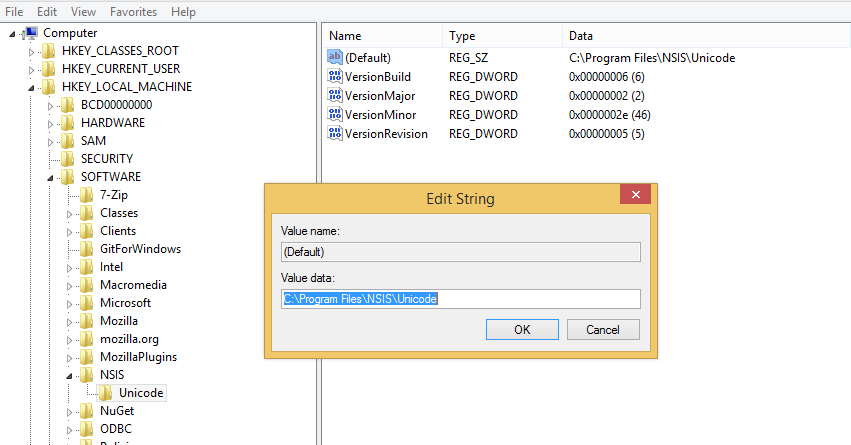 File Edit View Favorites Help
Computer
HKEY_CLASSES_ROOT
HKEY_CURRENT_USER
HKEY_LOCAL_MACHINE
BCD00000000
HARDWARE
SAM
SECURITY
SOFTWARE
7-Zip
Classes
Clients
GitForWindows
Intel
Macromedia
Microsoft
Mozilla
mozilla.org
MozillaPlugins
NSIS
Unicode
NuGet
ODBC
Name Type Data
ab (Default) REG_SZ C:\Program Files\NSIS\Unicode
VersionBuild REG_DWORD 0x00000006 (6)
VersionMajor REG_DWORD 0x00000002 (2)
VersionMinor REG_DWORD 0x0000002e (46)
VersionRevision REG_DWORD 0x00000005 (5)
Edit String
Value name:
(Default)
Value data:
C:\Program Files\NSIS\Unicode
OK Cancel